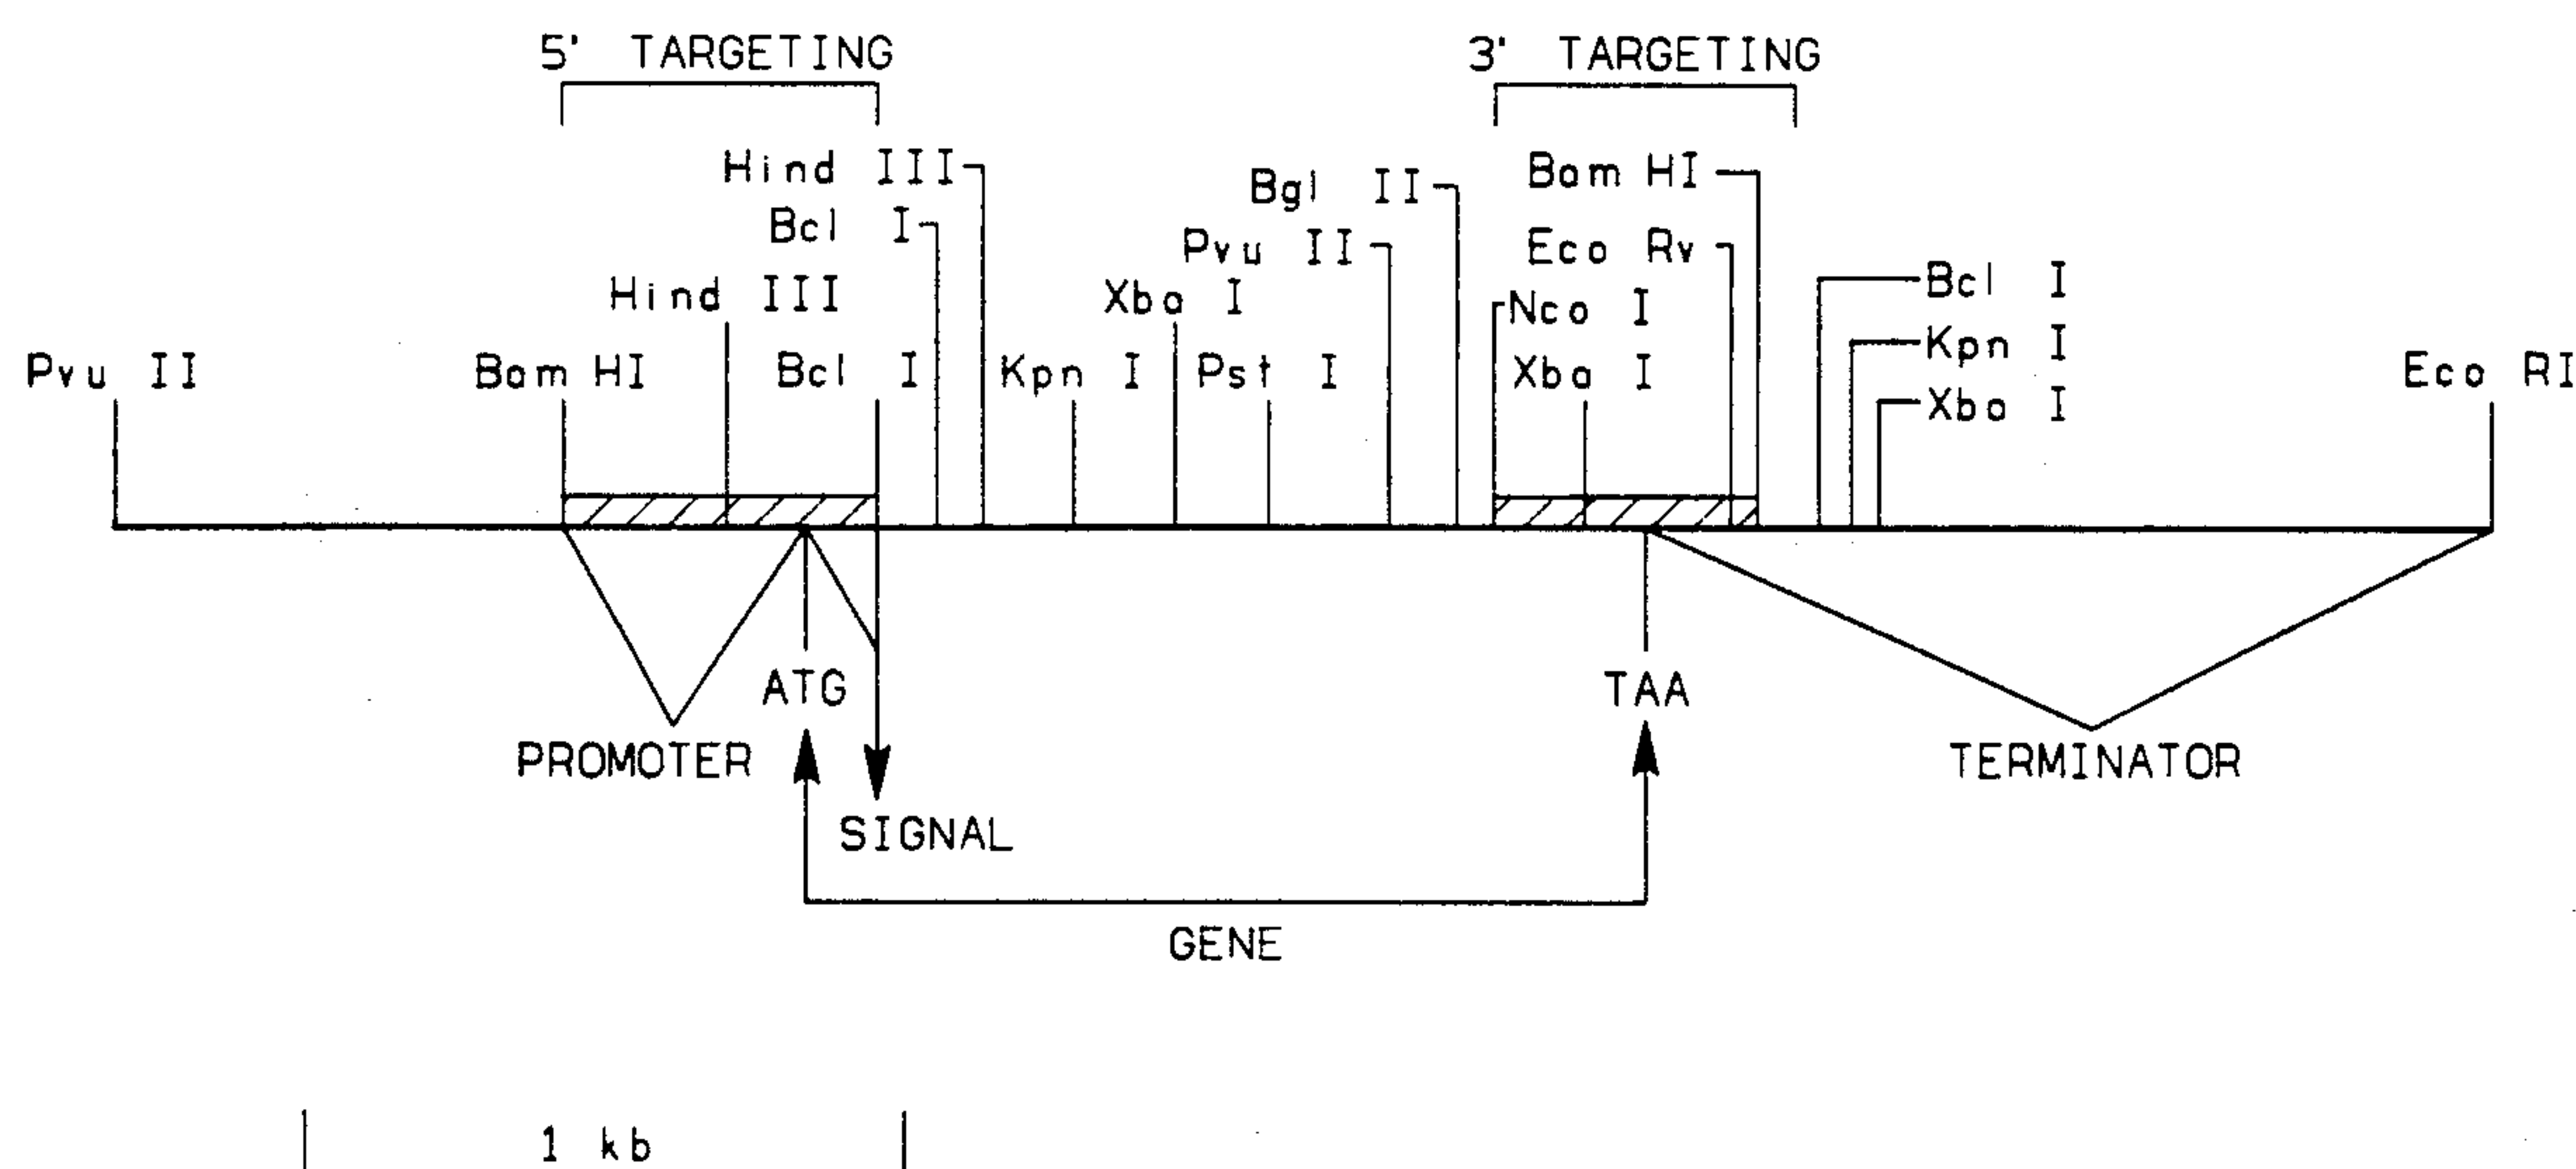 5' TARGETING
3' TARGETING
Hind III
Bam HI
Bgl II
Bcl I
Pvu II
Eco Rv
Hind III
Xba I
Nco I
Bcl I
Kpn I
Pvu II
Bam HI
Bcl I
Kpn I
Pst I
Xba I
Eco RI
Xba I
ATG
TAA
PROMOTER
TERMINATOR
SIGNAL
GENE
1 kb